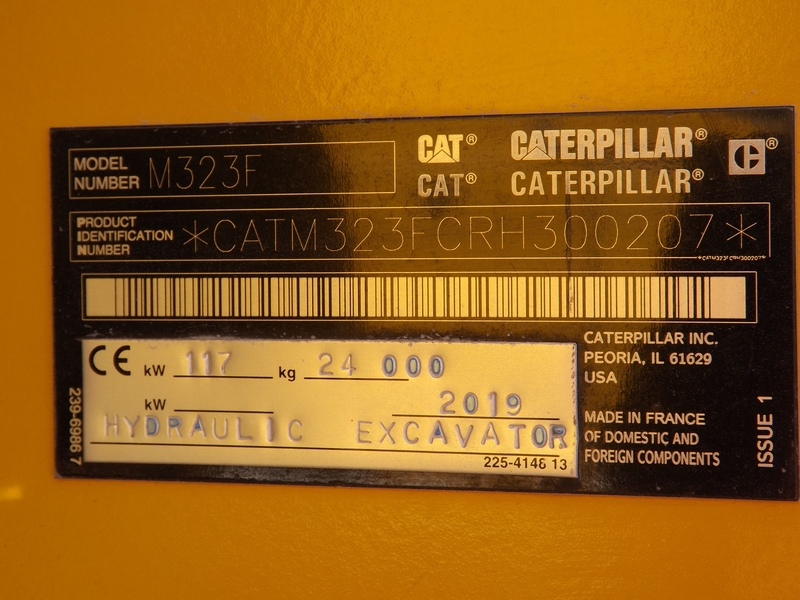 MODEL NUMBER M323F
CAT® CATERPILLAR®
CAT® CATERPILLAR®
C®
PRODUCT IDENTIFICATION NUMBER *CATM323FCRH300207*
*CATM323FCRH300207*
CE kW 117 kg 24 000
kW 2019
HYDRAULIC EXCAVATOR
225-4148 13
239-6986 7
CATERPILLAR INC.
PEORIA, IL 61629
USA
MADE IN FRANCE
OF DOMESTIC AND
FOREIGN COMPONENTS
ISSUE 1